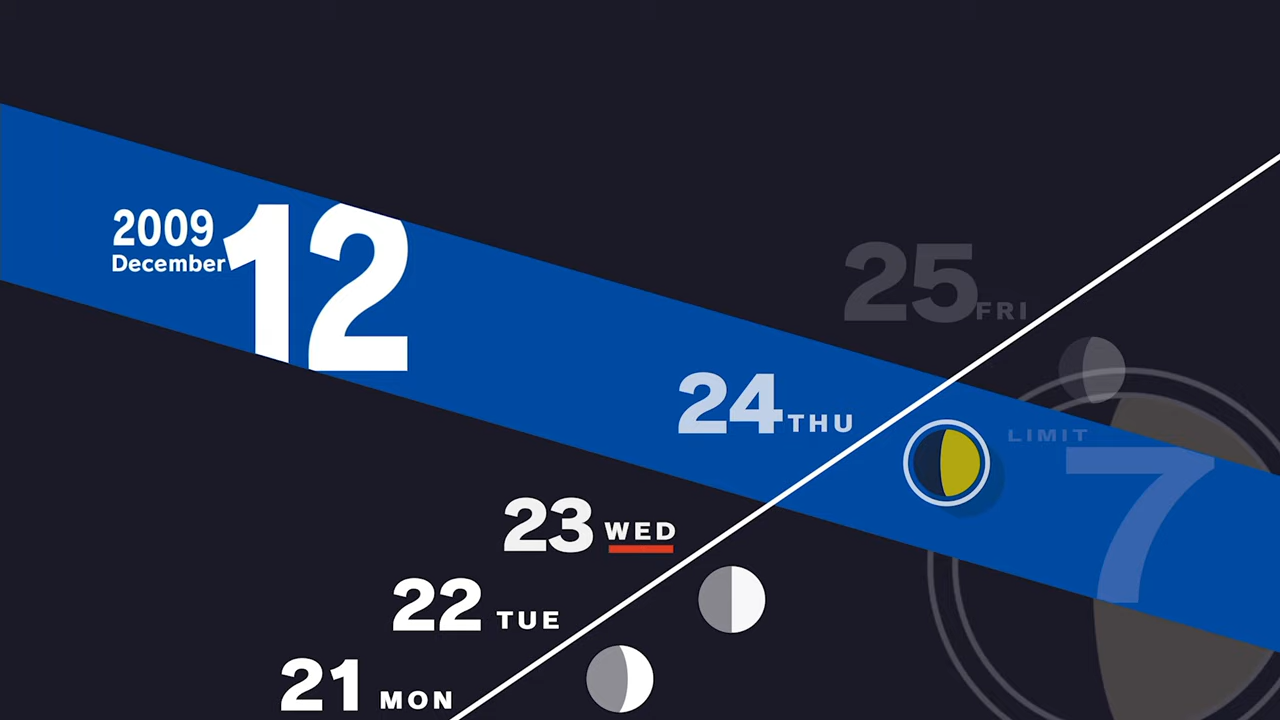 2009
December
12
25 FRI
24 THU
LIMIT
7
23 WED
22 TUE
21 MON